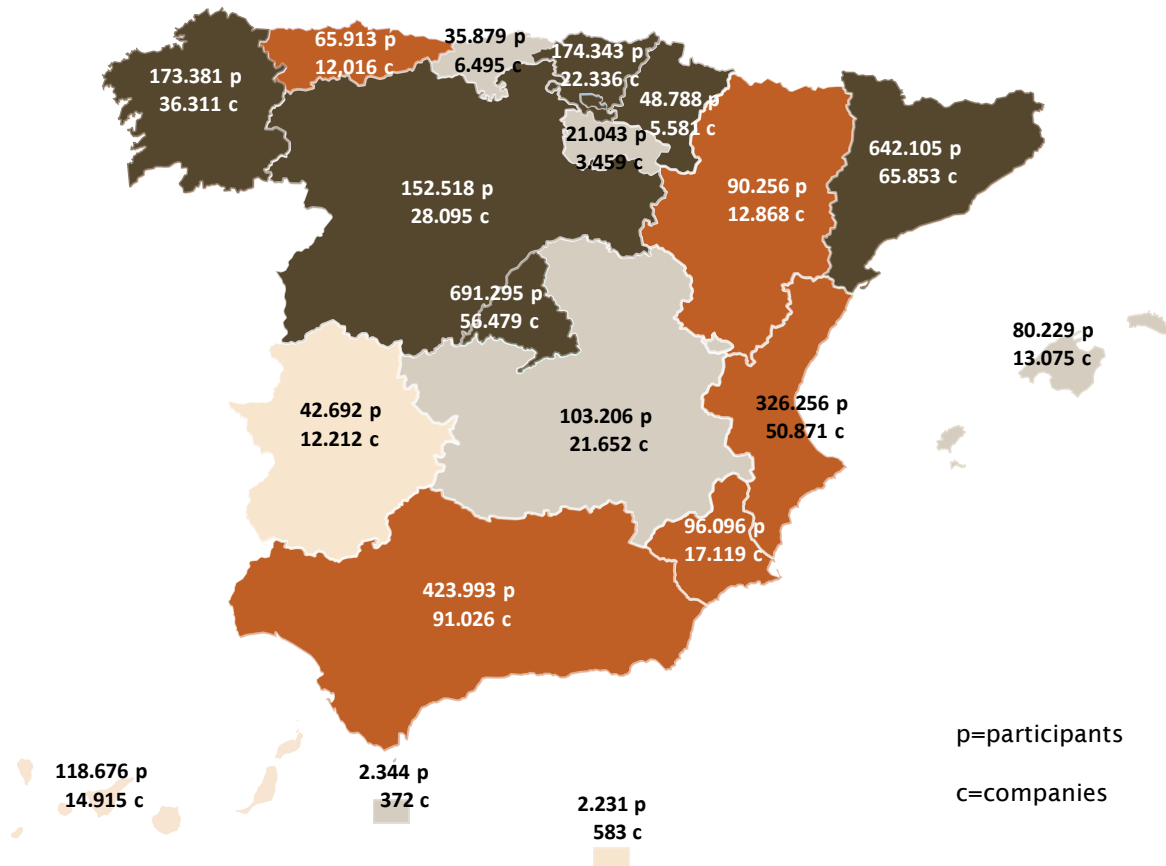 65.913 p
12.016 c
35.879 p
6.495 c
174.343 p
22.336 c
173.381 p
36.311 c
48.788 p
5.581 c
21.043 p
3.459 c
642.105 p
65.853 c
152.518 p
28.095 c
90.256 p
12.868 c
691.295 p
56.479 c
80.229 p
13.075 c
42.692 p
12.212 c
103.206 p
21.652 c
326.256 p
50.871 c
96.096 p
17.119 c
423.993 p
91.026 c
p=participants
c=companies
118.676 p
14.915 c
2.344 p
372 c
2.231 p
583 c